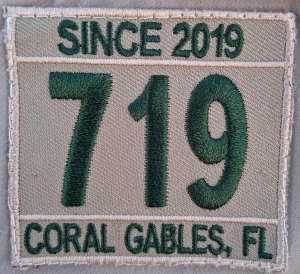 SINCE 2019
719
CORAL GABLES, FL